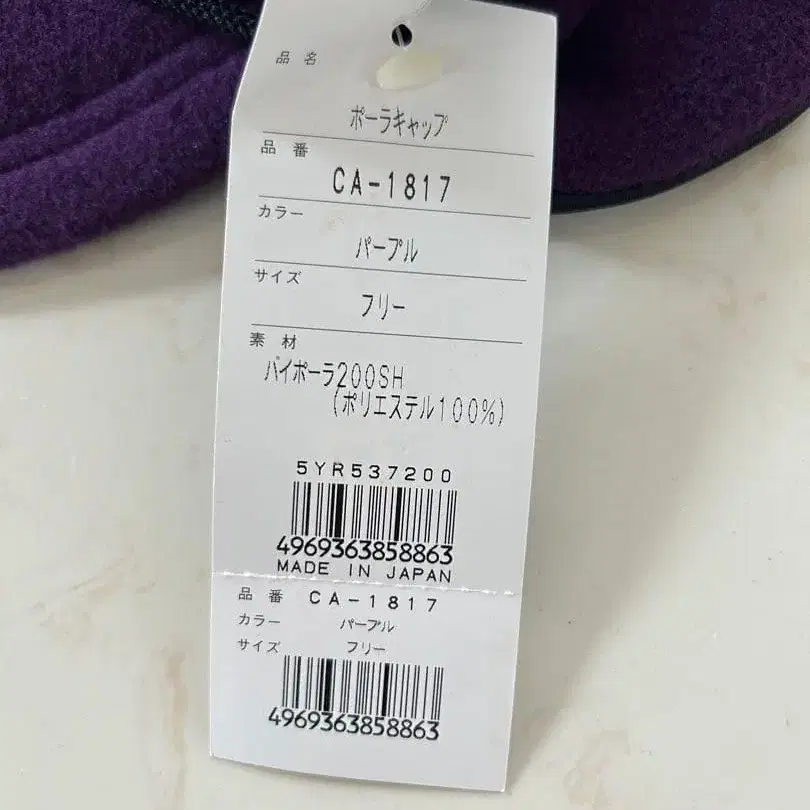 品名
ポーラキャップ
品番
CA-1817
カラー
パープル
サイズ
フリー
素材
バイポーラ200SH
(ポリエステル100%)
5YR537200
4969363858863
MADE IN JAPAN
品番 CA-1817
カラー パープル
サイズ フリー
4969363858863